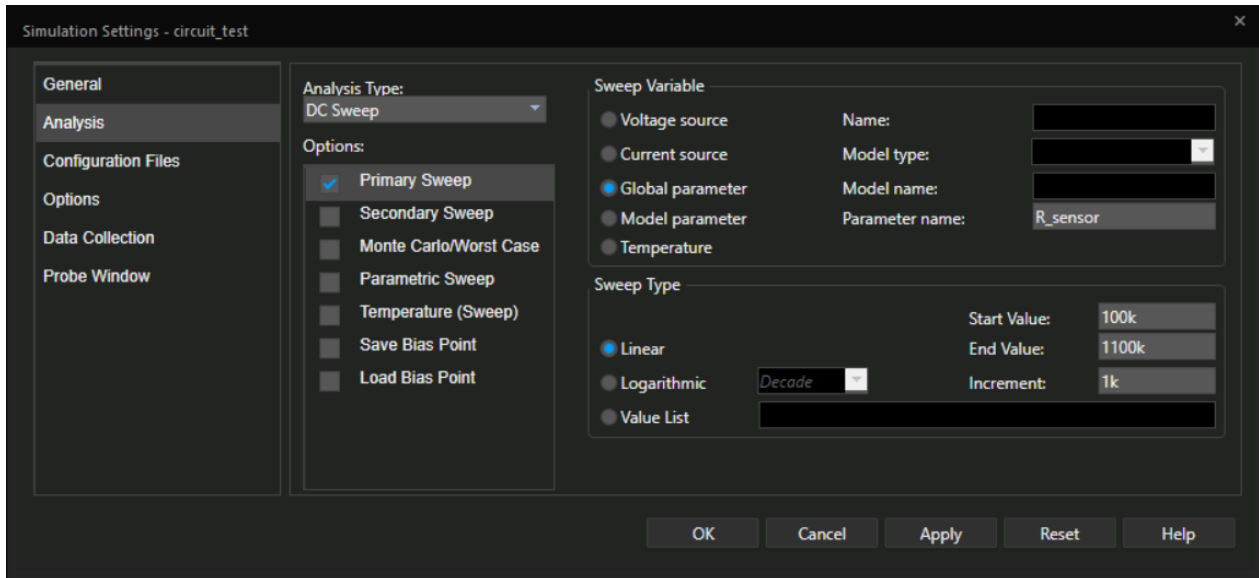 Simulation Settings - circuit_test
×
General
Analysis
Configuration Files
Options
Data Collection
Probe Window
Analysis Type:
DC Sweep
Options:
Primary Sweep
Secondary Sweep
Monte Carlo/Worst Case
Parametric Sweep
Temperature (Sweep)
Save Bias Point
Load Bias Point
Sweep Variable
Voltage source
Current source
Global parameter
Model parameter
Temperature
Name:
Model type:
Model name:
Parameter name: R_sensor
Sweep Type
Linear
Logarithmic Decade
Value List
Start Value: 100k
End Value: 1100k
Increment: 1k
OK Cancel Apply Reset Help